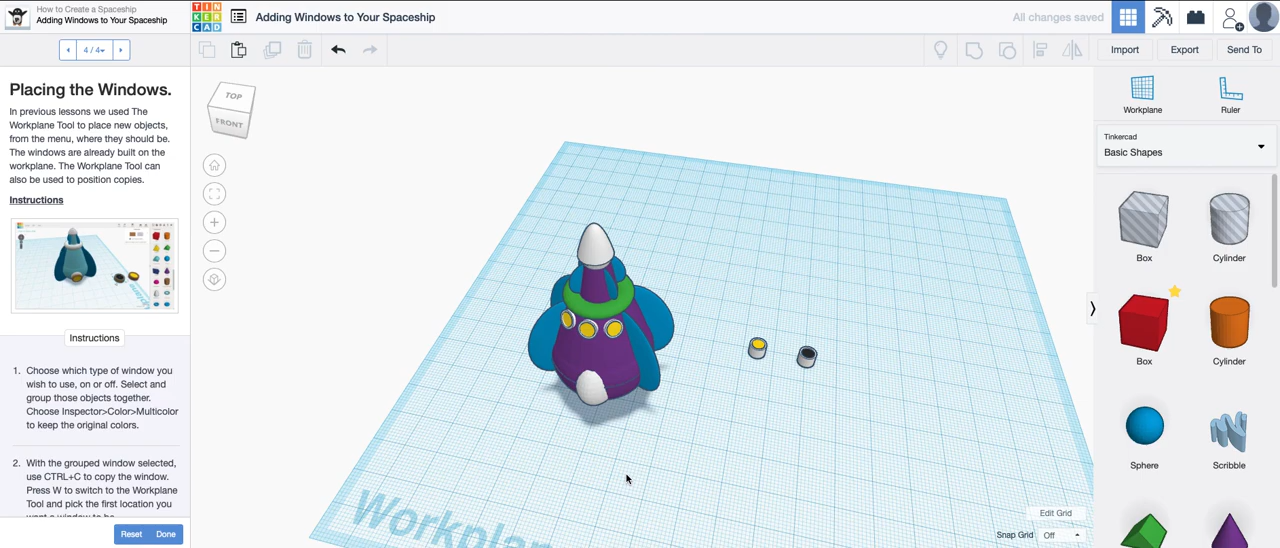 How to Create a Spaceship
Adding Windows to Your Spaceship
TIN
KER
CAD
Adding Windows to Your Spaceship
All changes saved
4 / 4
Import
Export
Send To
Placing the Windows.
In previous lessons we used The
Workplane Tool to place new objects,
from the menu, where they should be.
The windows are already built on the
workplane. The Workplane Tool can
also be used to position copies.
Instructions
Instructions
1. Choose which type of window you
wish to use, on or off. Select and
group those objects together.
Choose Inspector>Color>Multicolor
to keep the original colors.
2. With the grouped window selected,
use CTRL+C to copy the window.
Press W to switch to the Workplane
Tool and pick the first location you
want a window to be
Reset
Done
TOP
FRONT
Workplan
Edit Grid
Snap Grid
Off
Workplane
Ruler
Tinkercad
Basic Shapes
Box
Cylinder
Box
Cylinder
Sphere
Scribble